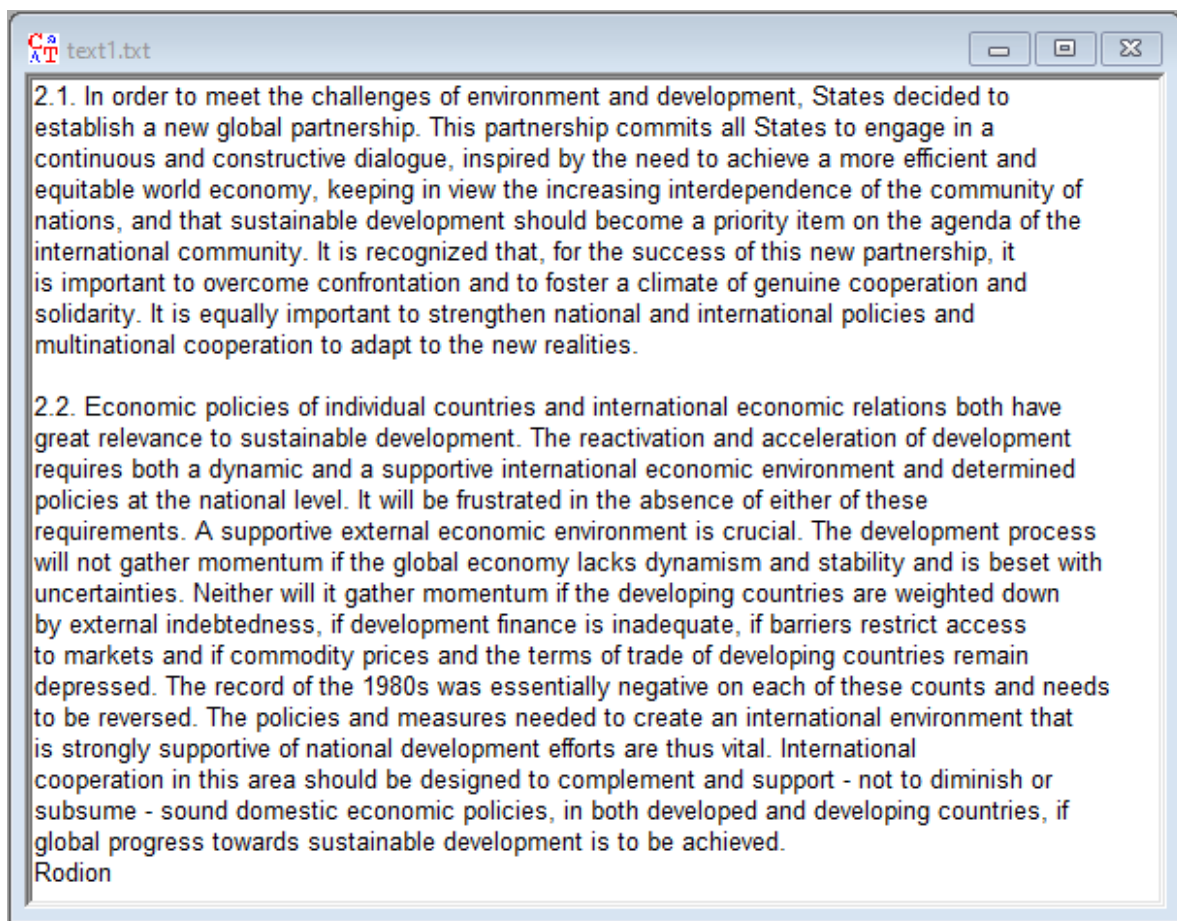 text1.txt
2.1. In order to meet the challenges of environment and development, States decided to
establish a new global partnership. This partnership commits all States to engage in a
continuous and constructive dialogue, inspired by the need to achieve a more efficient and
equitable world economy, keeping in view the increasing interdependence of the community of
nations, and that sustainable development should become a priority item on the agenda of the
international community. It is recognized that, for the success of this new partnership, it
is important to overcome confrontation and to foster a climate of genuine cooperation and
solidarity. It is equally important to strengthen national and international policies and
multinational cooperation to adapt to the new realities.

2.2. Economic policies of individual countries and international economic relations both have
great relevance to sustainable development. The reactivation and acceleration of development
requires both a dynamic and a supportive international economic environment and determined
policies at the national level. It will be frustrated in the absence of either of these
requirements. A supportive external economic environment is crucial. The development process
will not gather momentum if the global economy lacks dynamism and stability and is beset with
uncertainties. Neither will it gather momentum if the developing countries are weighted down
by external indebtedness, if development finance is inadequate, if barriers restrict access
to markets and if commodity prices and the terms of trade of developing countries remain
depressed. The record of the 1980s was essentially negative on each of these counts and needs
to be reversed. The policies and measures needed to create an international environment that
is strongly supportive of national development efforts are thus vital. International
cooperation in this area should be designed to complement and support - not to diminish or
subsume - sound domestic economic policies, in both developed and developing countries, if
global progress towards sustainable development is to be achieved.
Rodion